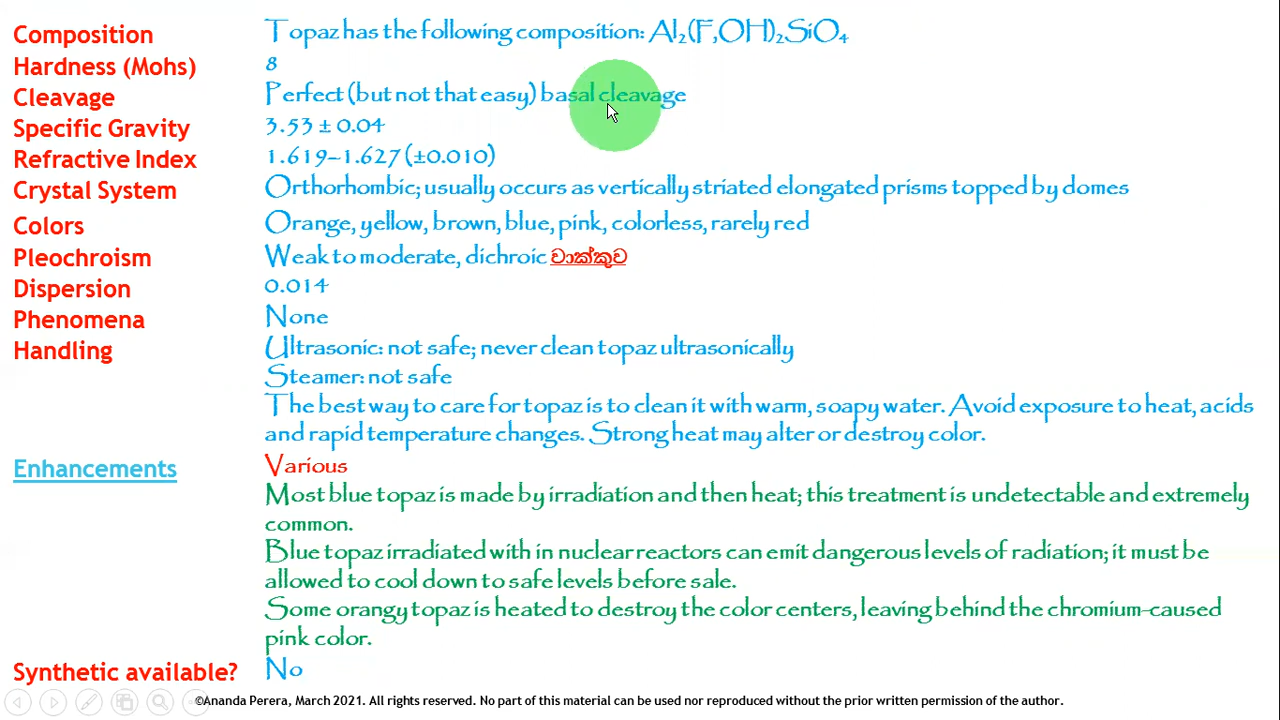 Composition Topaz has the following composition: Al₂(F,OH)₂SiO₄
Hardness (Mohs) 8
Cleavage Perfect (but not that easy) basal cleavage
Specific Gravity 3.53 ± 0.04
Refractive Index 1.619–1.627 (±0.010)
Crystal System Orthorhombic; usually occurs as vertically striated elongated prisms topped by domes
Colors Orange, yellow, brown, blue, pink, colorless, rarely red
Pleochroism Weak to moderate, dichroic වාක්කුව
Dispersion 0.014
Phenomena None
Handling Ultrasonic: not safe; never clean topaz ultrasonically
Steamer: not safe
The best way to care for topaz is to clean it with warm, soapy water. Avoid exposure to heat, acids
and rapid temperature changes. Strong heat may alter or destroy color.
Enhancements Various
Most blue topaz is made by irradiation and then heat; this treatment is undetectable and extremely
common.
Blue topaz irradiated with in nuclear reactors can emit dangerous levels of radiation; it must be
allowed to cool down to safe levels before sale.
Some orangy topaz is heated to destroy the color centers, leaving behind the chromium-caused
pink color.
Synthetic available? No
©Ananda Perera, March 2021. All rights reserved. No part of this material can be used nor reproduced without the prior written permission of the author.